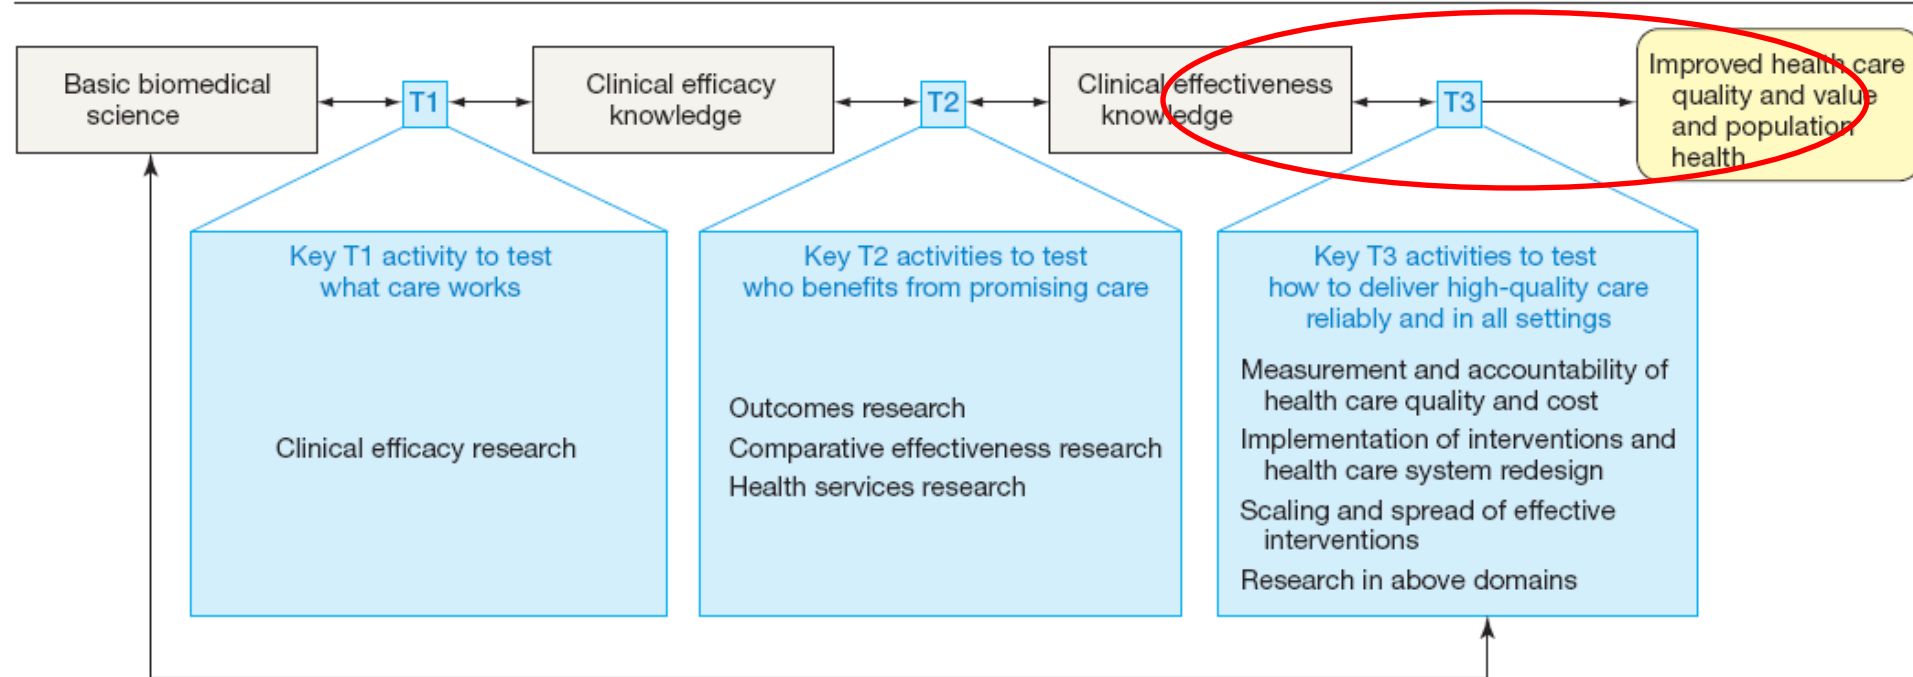 Basic biomedical
science
T1
Clinical efficacy
knowledge
T2
Clinical effectiveness
knowledge
T3
Improved health care
quality and value
and population
health
Key T1 activity to test
what care works
Clinical efficacy research
Key T2 activities to test
who benefits from promising care
Outcomes research
Comparative effectiveness research
Health services research
Key T3 activities to test
how to deliver high-quality care
reliably and in all settings
Measurement and accountability of
health care quality and cost
Implementation of interventions and
health care system redesign
Scaling and spread of effective
interventions
Research in above domains